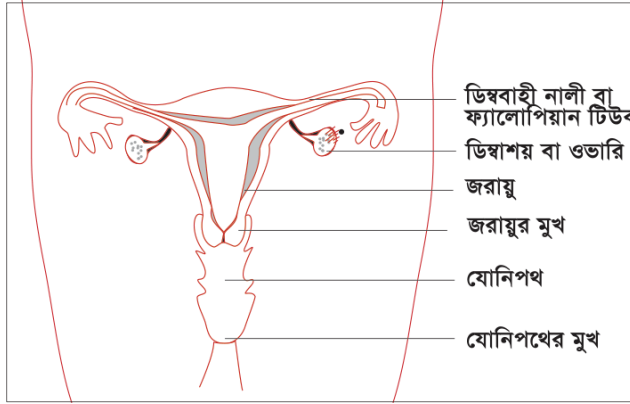 ডিম্ববাহী নালী বা
ফ্যালোপিয়ান টিউব
ডিম্বাশয় বা ওভারি
জরায়ু
জরায়ুর মুখ
যোনিপথ
যোনিপথের মুখ